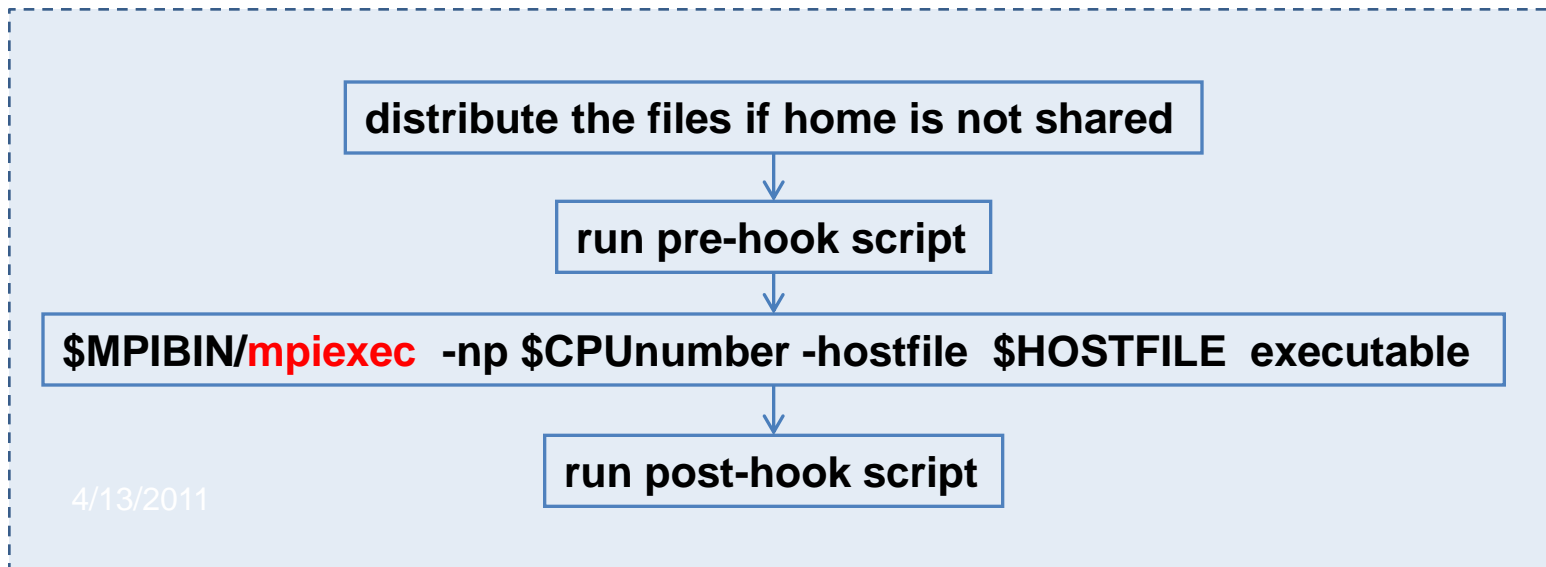 distribute the files if home is not shared
run pre-hook script
$MPIBIN/mpiexec -np $CPUnumber -hostfile $HOSTFILE executable
run post-hook script
4/13/2011